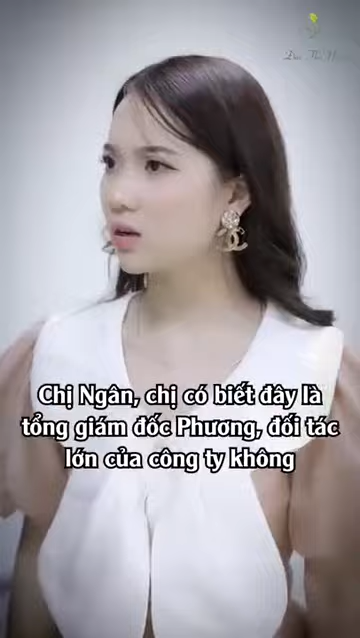 Chị Ngân, chị có biết đây là
tổng giám đốc Phương, đối tác
lớn của công ty không